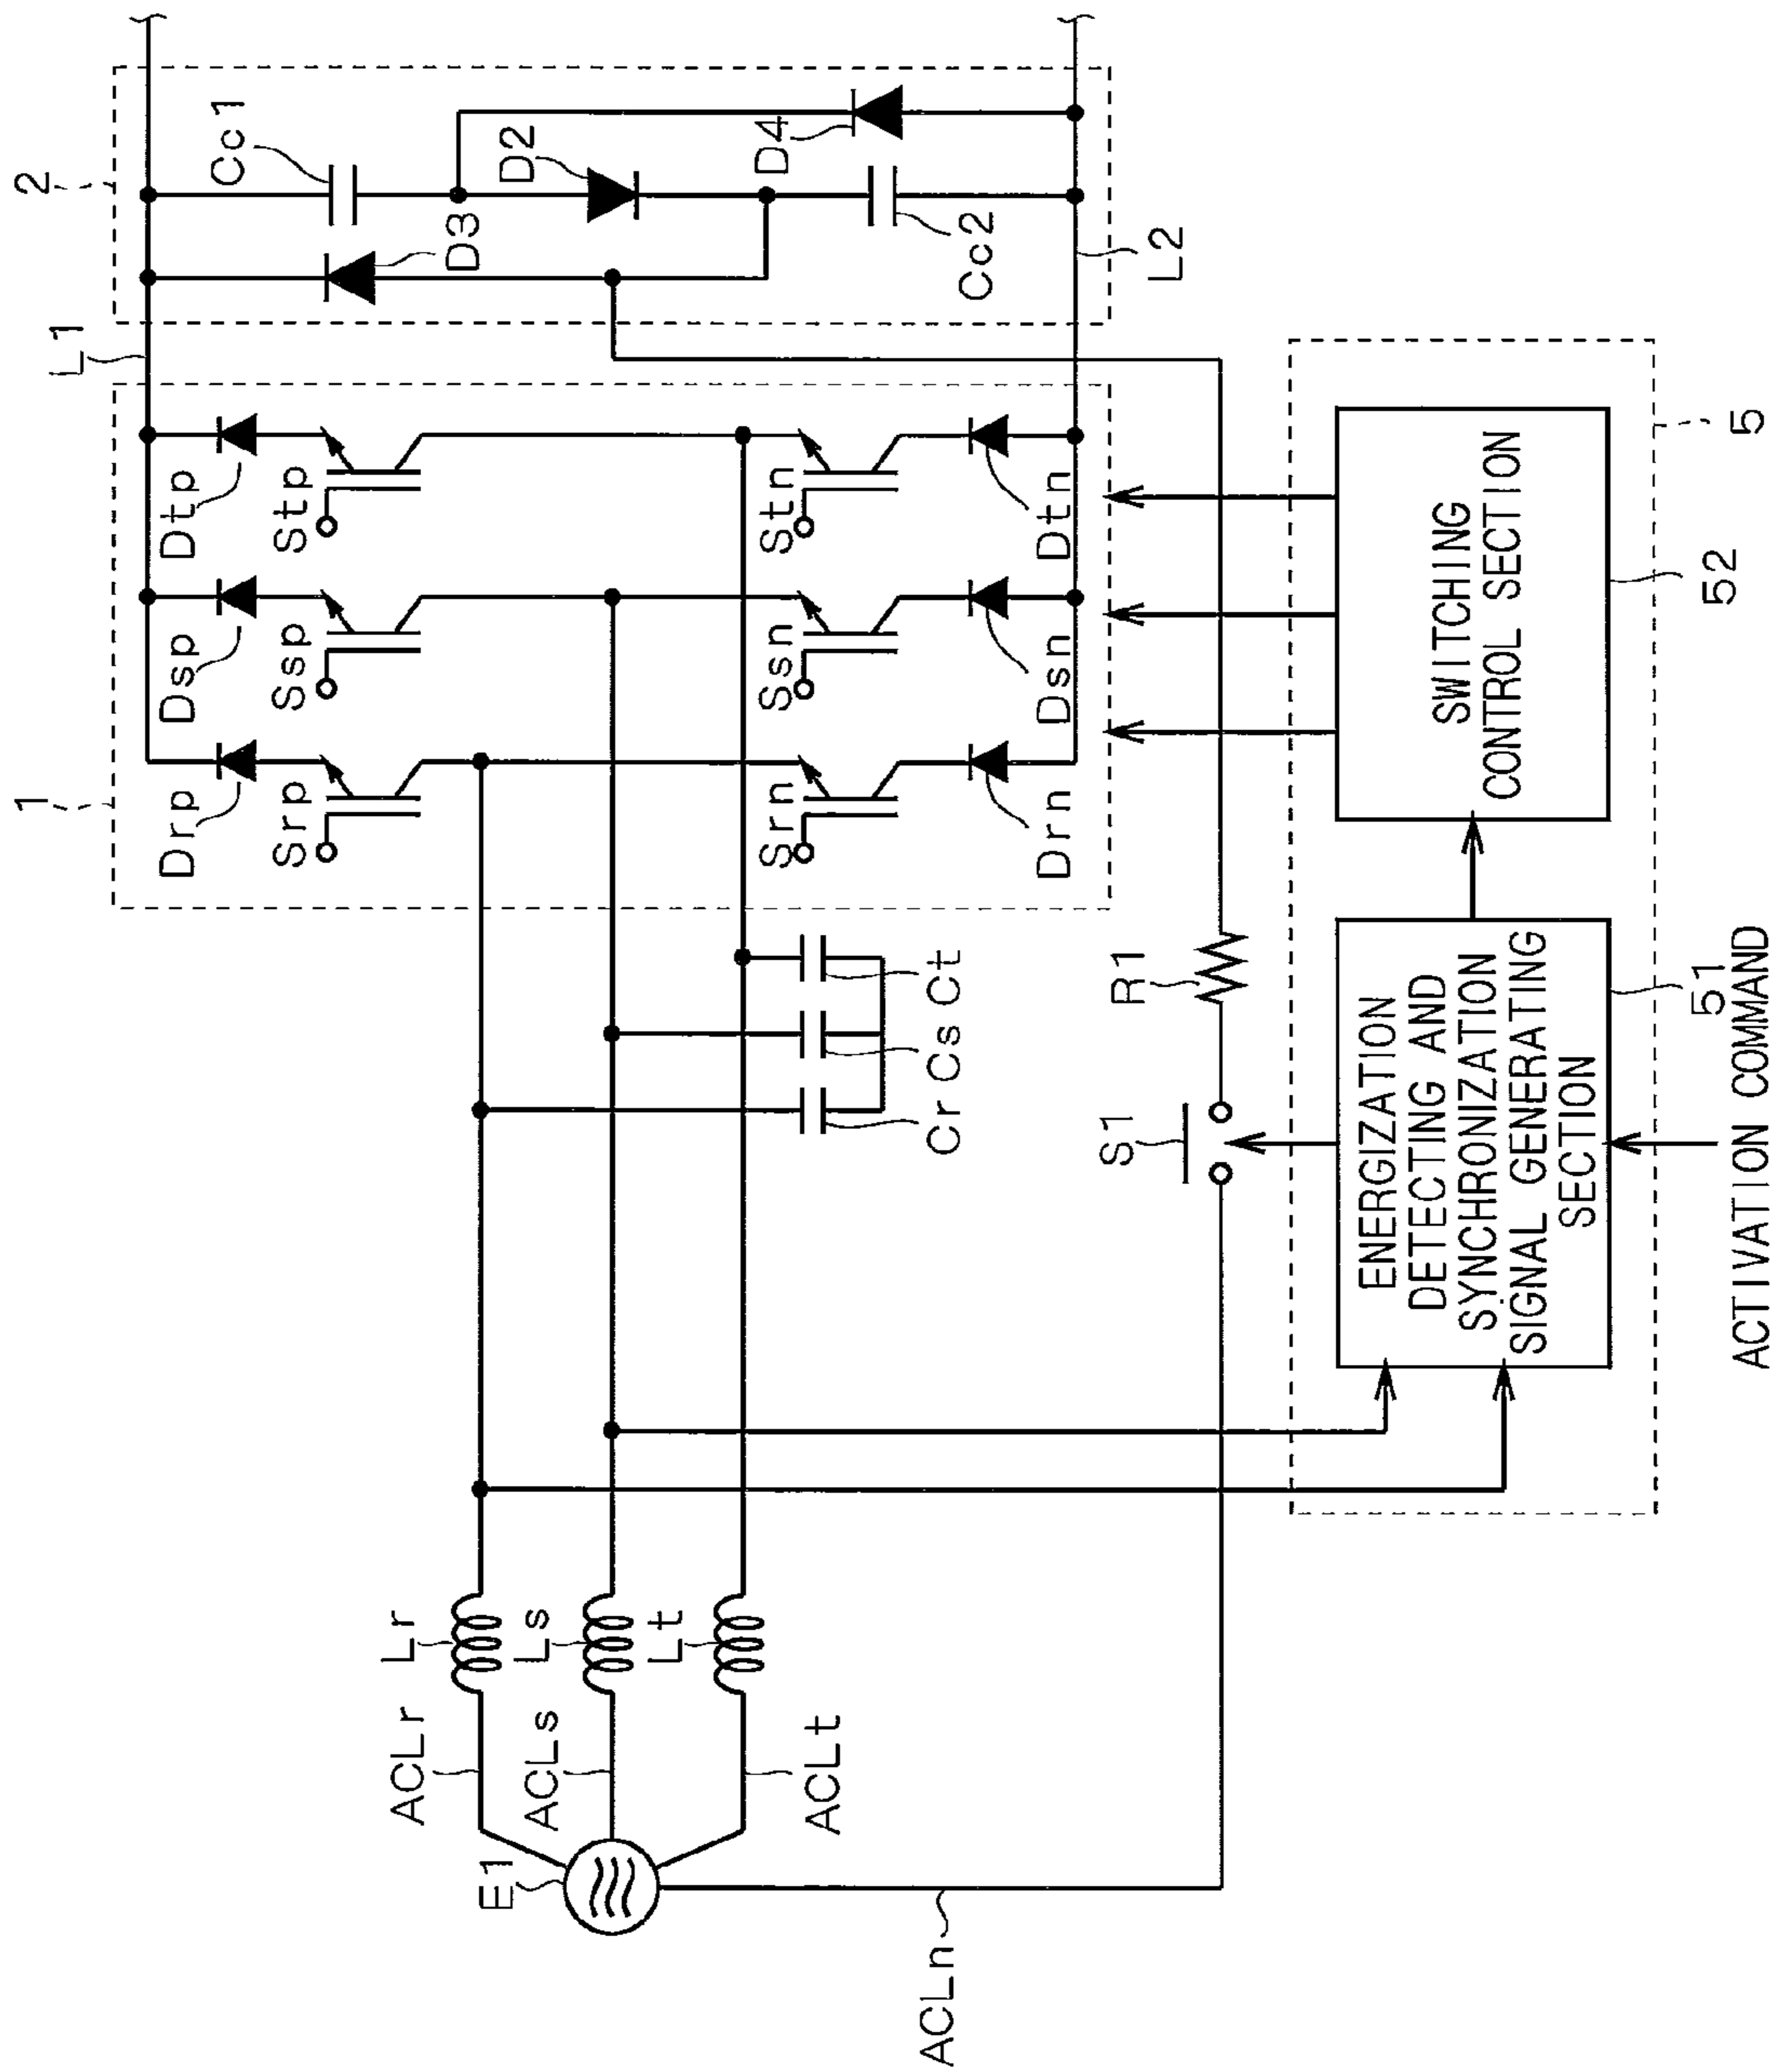 E1
ACLr
ACLs
ACLt
ACLn
Lr
Ls
Lt
Cr
Cs
Ct
S1
R1
1
Drp
Dsp
Dtp
Srp
Ssp
Stp
Srn
Ssn
Stn
Drn
Dsn
Dtn
L1
L2
2
Cc1
D2
D3
D4
Cc2
ENERGIZATION
DETECTING AND
SYNCHRONIZATION
SIGNAL GENERATING
SECTION
51
SWITCHING
CONTROL SECTION
52
5
ACTIVATION COMMAND